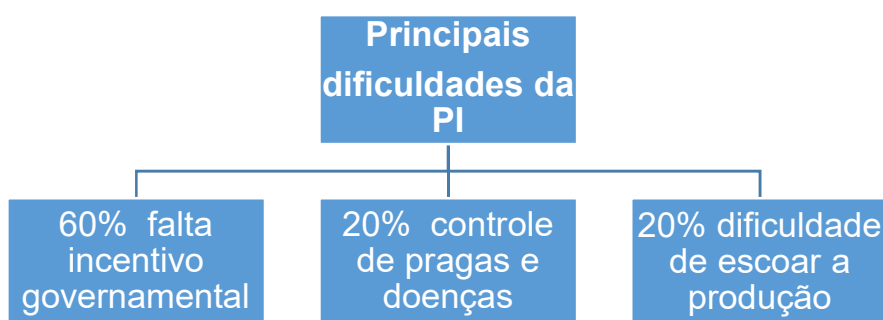 Principais
dificuldades da
PI
60% falta
incentivo
governamental
20% controle
de pragas e
doenças
20% dificuldade
de escoar a
produção